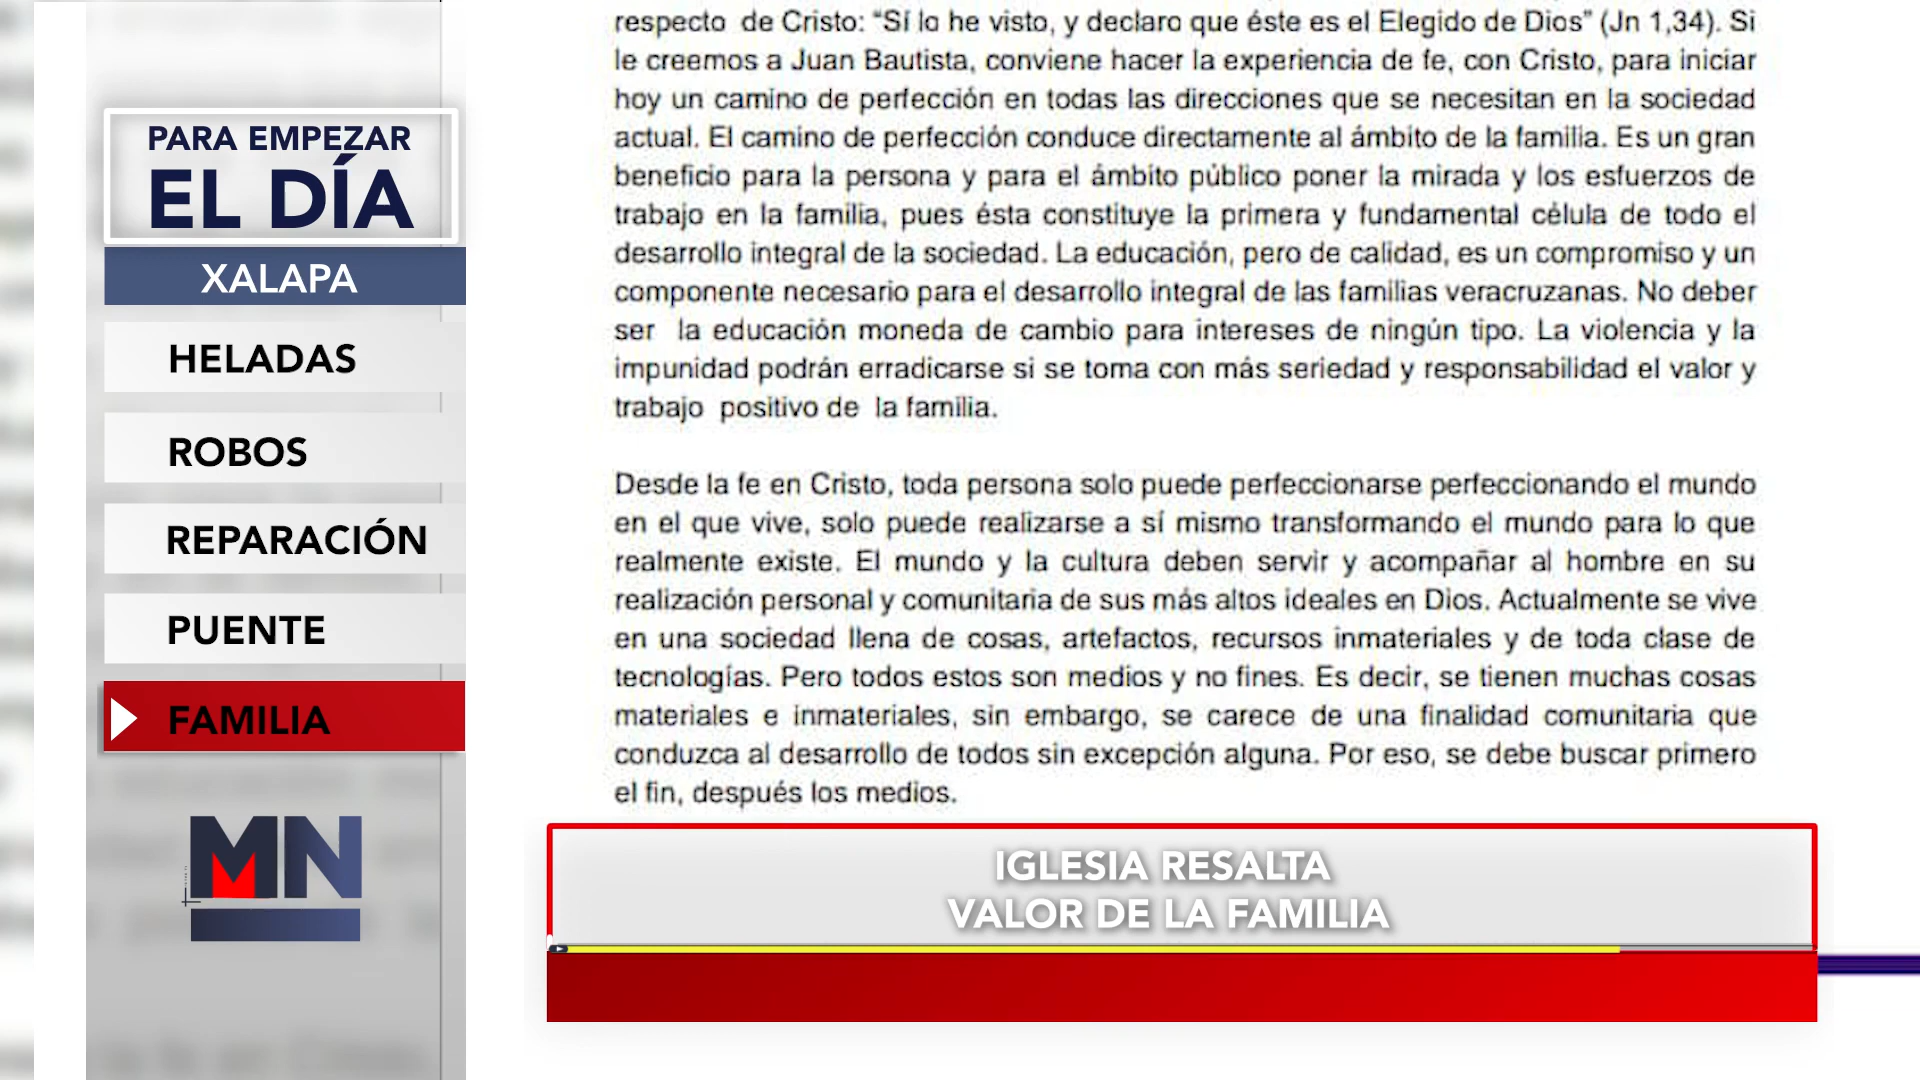 PARA EMPEZAR
EL DÍA
XALAPA
HELADAS
ROBOS
REPARACIÓN
PUENTE
FAMILIA
MN
respecto de Cristo: “Sí lo he visto, y declaro que éste es el Elegido de Dios” (Jn 1,34). Si
le creemos a Juan Bautista, conviene hacer la experiencia de fe, con Cristo, para iniciar
hoy un camino de perfección en todas las direcciones que se necesitan en la sociedad
actual. El camino de perfección conduce directamente al ámbito de la familia. Es un gran
beneficio para la persona y para el ámbito público poner la mirada y los esfuerzos de
trabajo en la familia, pues ésta constituye la primera y fundamental célula de todo el
desarrollo integral de la sociedad. La educación, pero de calidad, es un compromiso y un
componente necesario para el desarrollo integral de las familias veracruzanas. No deber
ser la educación moneda de cambio para intereses de ningún tipo. La violencia y la
impunidad podrán erradicarse si se toma con más seriedad y responsabilidad el valor y
trabajo positivo de la familia.
Desde la fe en Cristo, toda persona solo puede perfeccionarse perfeccionando el mundo
en el que vive, solo puede realizarse a sí mismo transformando el mundo para lo que
realmente existe. El mundo y la cultura deben servir y acompañar al hombre en su
realización personal y comunitaria de sus más altos ideales en Dios. Actualmente se vive
en una sociedad llena de cosas, artefactos, recursos inmateriales y de toda clase de
tecnologías. Pero todos estos son medios y no fines. Es decir, se tienen muchas cosas
materiales e inmateriales, sin embargo, se carece de una finalidad comunitaria que
conduzca al desarrollo de todos sin excepción alguna. Por eso, se debe buscar primero
el fin, después los medios.
IGLESIA RESALTA
VALOR DE LA FAMILIA